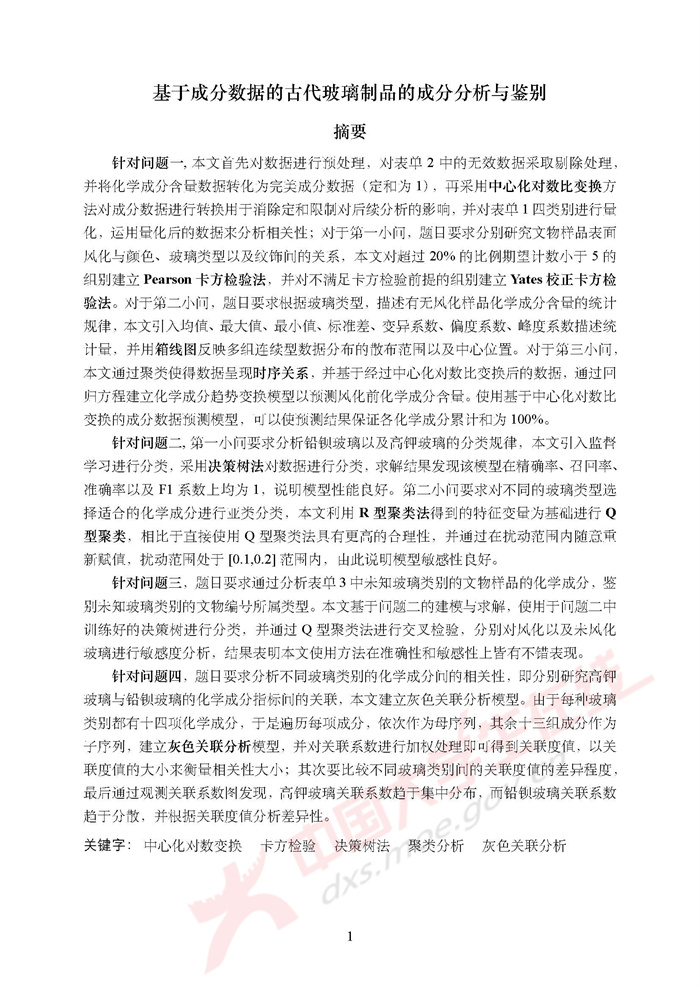 基于成分数据的古代玻璃制品的成分分析与鉴别
摘要
针对问题一, 本文首先对数据进行预处理，对表单 2 中的无效数据采取剔除处理，
并将化学成分含量数据转化为完美成分数据（定和为 1），再采用中心化对数比变换方
法对成分数据进行转换用于消除定和限制对后续分析的影响，并对表单 1 四类别进行量
化，运用量化后的数据来分析相关性；对于第一小问，题目要求分别研究文物样品表面
风化与颜色、玻璃类型以及纹饰间的关系，本文对超过 20% 的比例期望计数小于 5 的
组别建立 Pearson 卡方检验法，并对不满足卡方检验前提的组别建立 Yates 校正卡方检
验法。对于第二小问，题目要求根据玻璃类型，描述有无风化样品化学成分含量的统计
规律，本文引入均值、最大值、最小值、标准差、变异系数、偏度系数、峰度系数描述统
计量，并用箱线图反映多组连续型数据分布的散布范围以及中心位置。对于第三小问，
本文通过聚类使得数据呈现时序关系，并基于经过中心化对数比变换后的数据，通过回
归方程建立化学成分趋势变换模型以预测风化前化学成分含量。使用基于中心化对数比
变换的成分数据预测模型，可以使预测结果保证各化学成分累计和为 100%。
针对问题二, 第一小问要求分析铅钡玻璃以及高钾玻璃的分类规律，本文引入监督
学习进行分类，采用决策树法对数据进行分类，求解结果发现该模型在精确率、召回率、
准确率以及 F1 系数上均为 1，说明模型性能良好。第二小问要求对不同的玻璃类型选
择适合的化学成分进行亚类分类，本文利用 R 型聚类法得到的特征变量为基础进行 Q
型聚类，相比于直接使用 Q 型聚类法具有更高的合理性，并通过在扰动范围内随意重
新赋值，扰动范围处于 [0.1,0.2] 范围内，由此说明模型敏感性良好。
针对问题三，题目要求通过分析表单 3 中未知玻璃类别的文物样品的化学成分，鉴
别未知玻璃类别的文物编号所属类型。本文基于问题二的建模与求解，使用于问题二中
训练好的决策树进行分类，并通过 Q 型聚类法进行交叉检验，分别对风化以及未风化
玻璃进行敏感度分析，结果表明本文使用方法在准确性和敏感性上皆有不错表现。
针对问题四，题目要求分析不同玻璃类别的化学成分间的相关性，即分别研究高钾
玻璃与铅钡玻璃的化学成分指标间的关联，本文建立灰色关联分析模型。由于每种玻璃
类别都有十四项化学成分，于是遍历每项成分，依次作为母序列，其余十三组成分作为
子序列，建立灰色关联分析模型，并对关联系数进行加权处理即可得到关联度值，以关
联度值的大小来衡量相关性大小；其次要比较不同玻璃类别间的关联度值的差异程度，
最后通过观测关联系数图发现，高钾玻璃关联系数趋于集中分布，而铅钡玻璃关联系数
趋于分散，并根据关联度值分析差异性。
关键字： 中心化对数变换 卡方检验 决策树法 聚类分析 灰色关联分析
中国大学生在线
dxs.moe.gov.cn
1